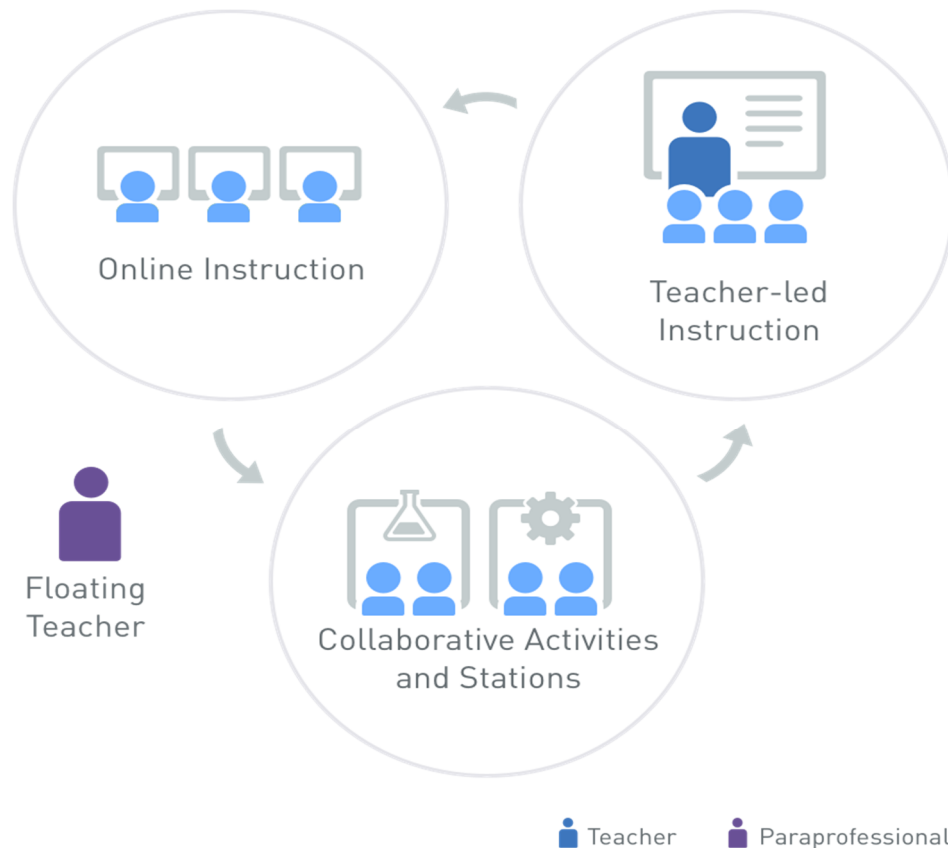 Online Instruction
Teacher-led
Instruction
Floating
Teacher
Collaborative Activities
and Stations
Teacher
Paraprofessional